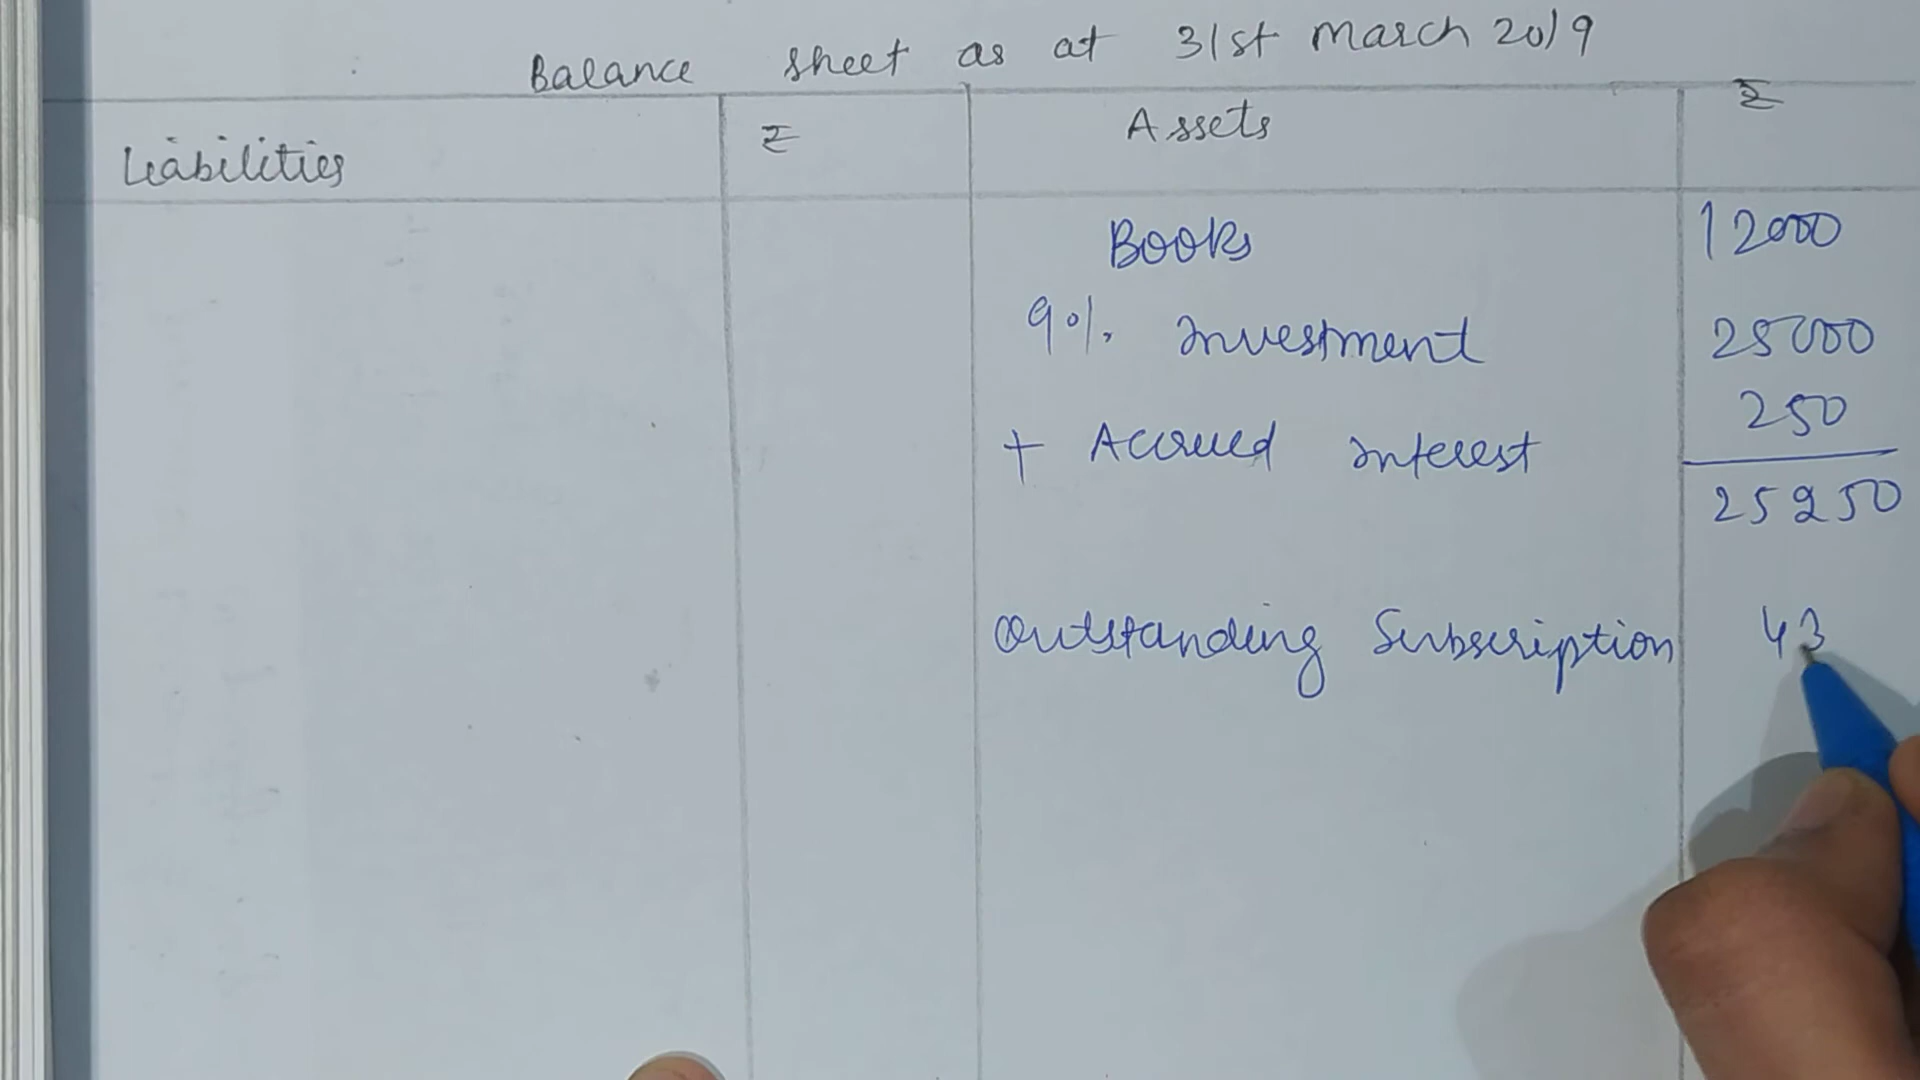 Balance sheet as at 31st March 2019
Liabilities ₹ Assets ₹
Books 12000
9% Investment 25000
+ Accrued Interest 250
25250
Outstanding Subscription 43